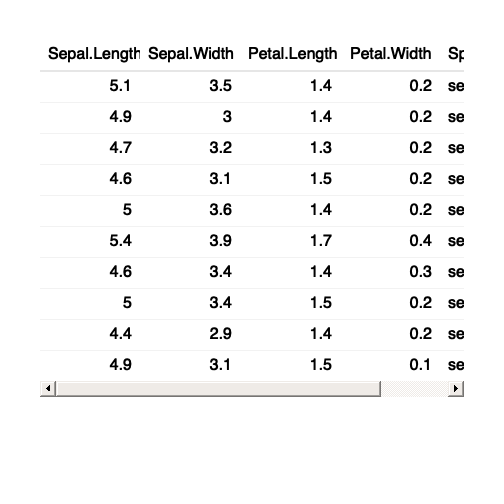 Sepal.Length Sepal.Width Petal.Length Petal.Width Sp
5.1 3.5 1.4 0.2 se
4.9 3 1.4 0.2 se
4.7 3.2 1.3 0.2 se
4.6 3.1 1.5 0.2 se
5 3.6 1.4 0.2 se
5.4 3.9 1.7 0.4 se
4.6 3.4 1.4 0.3 se
5 3.4 1.5 0.2 se
4.4 2.9 1.4 0.2 se
4.9 3.1 1.5 0.1 se